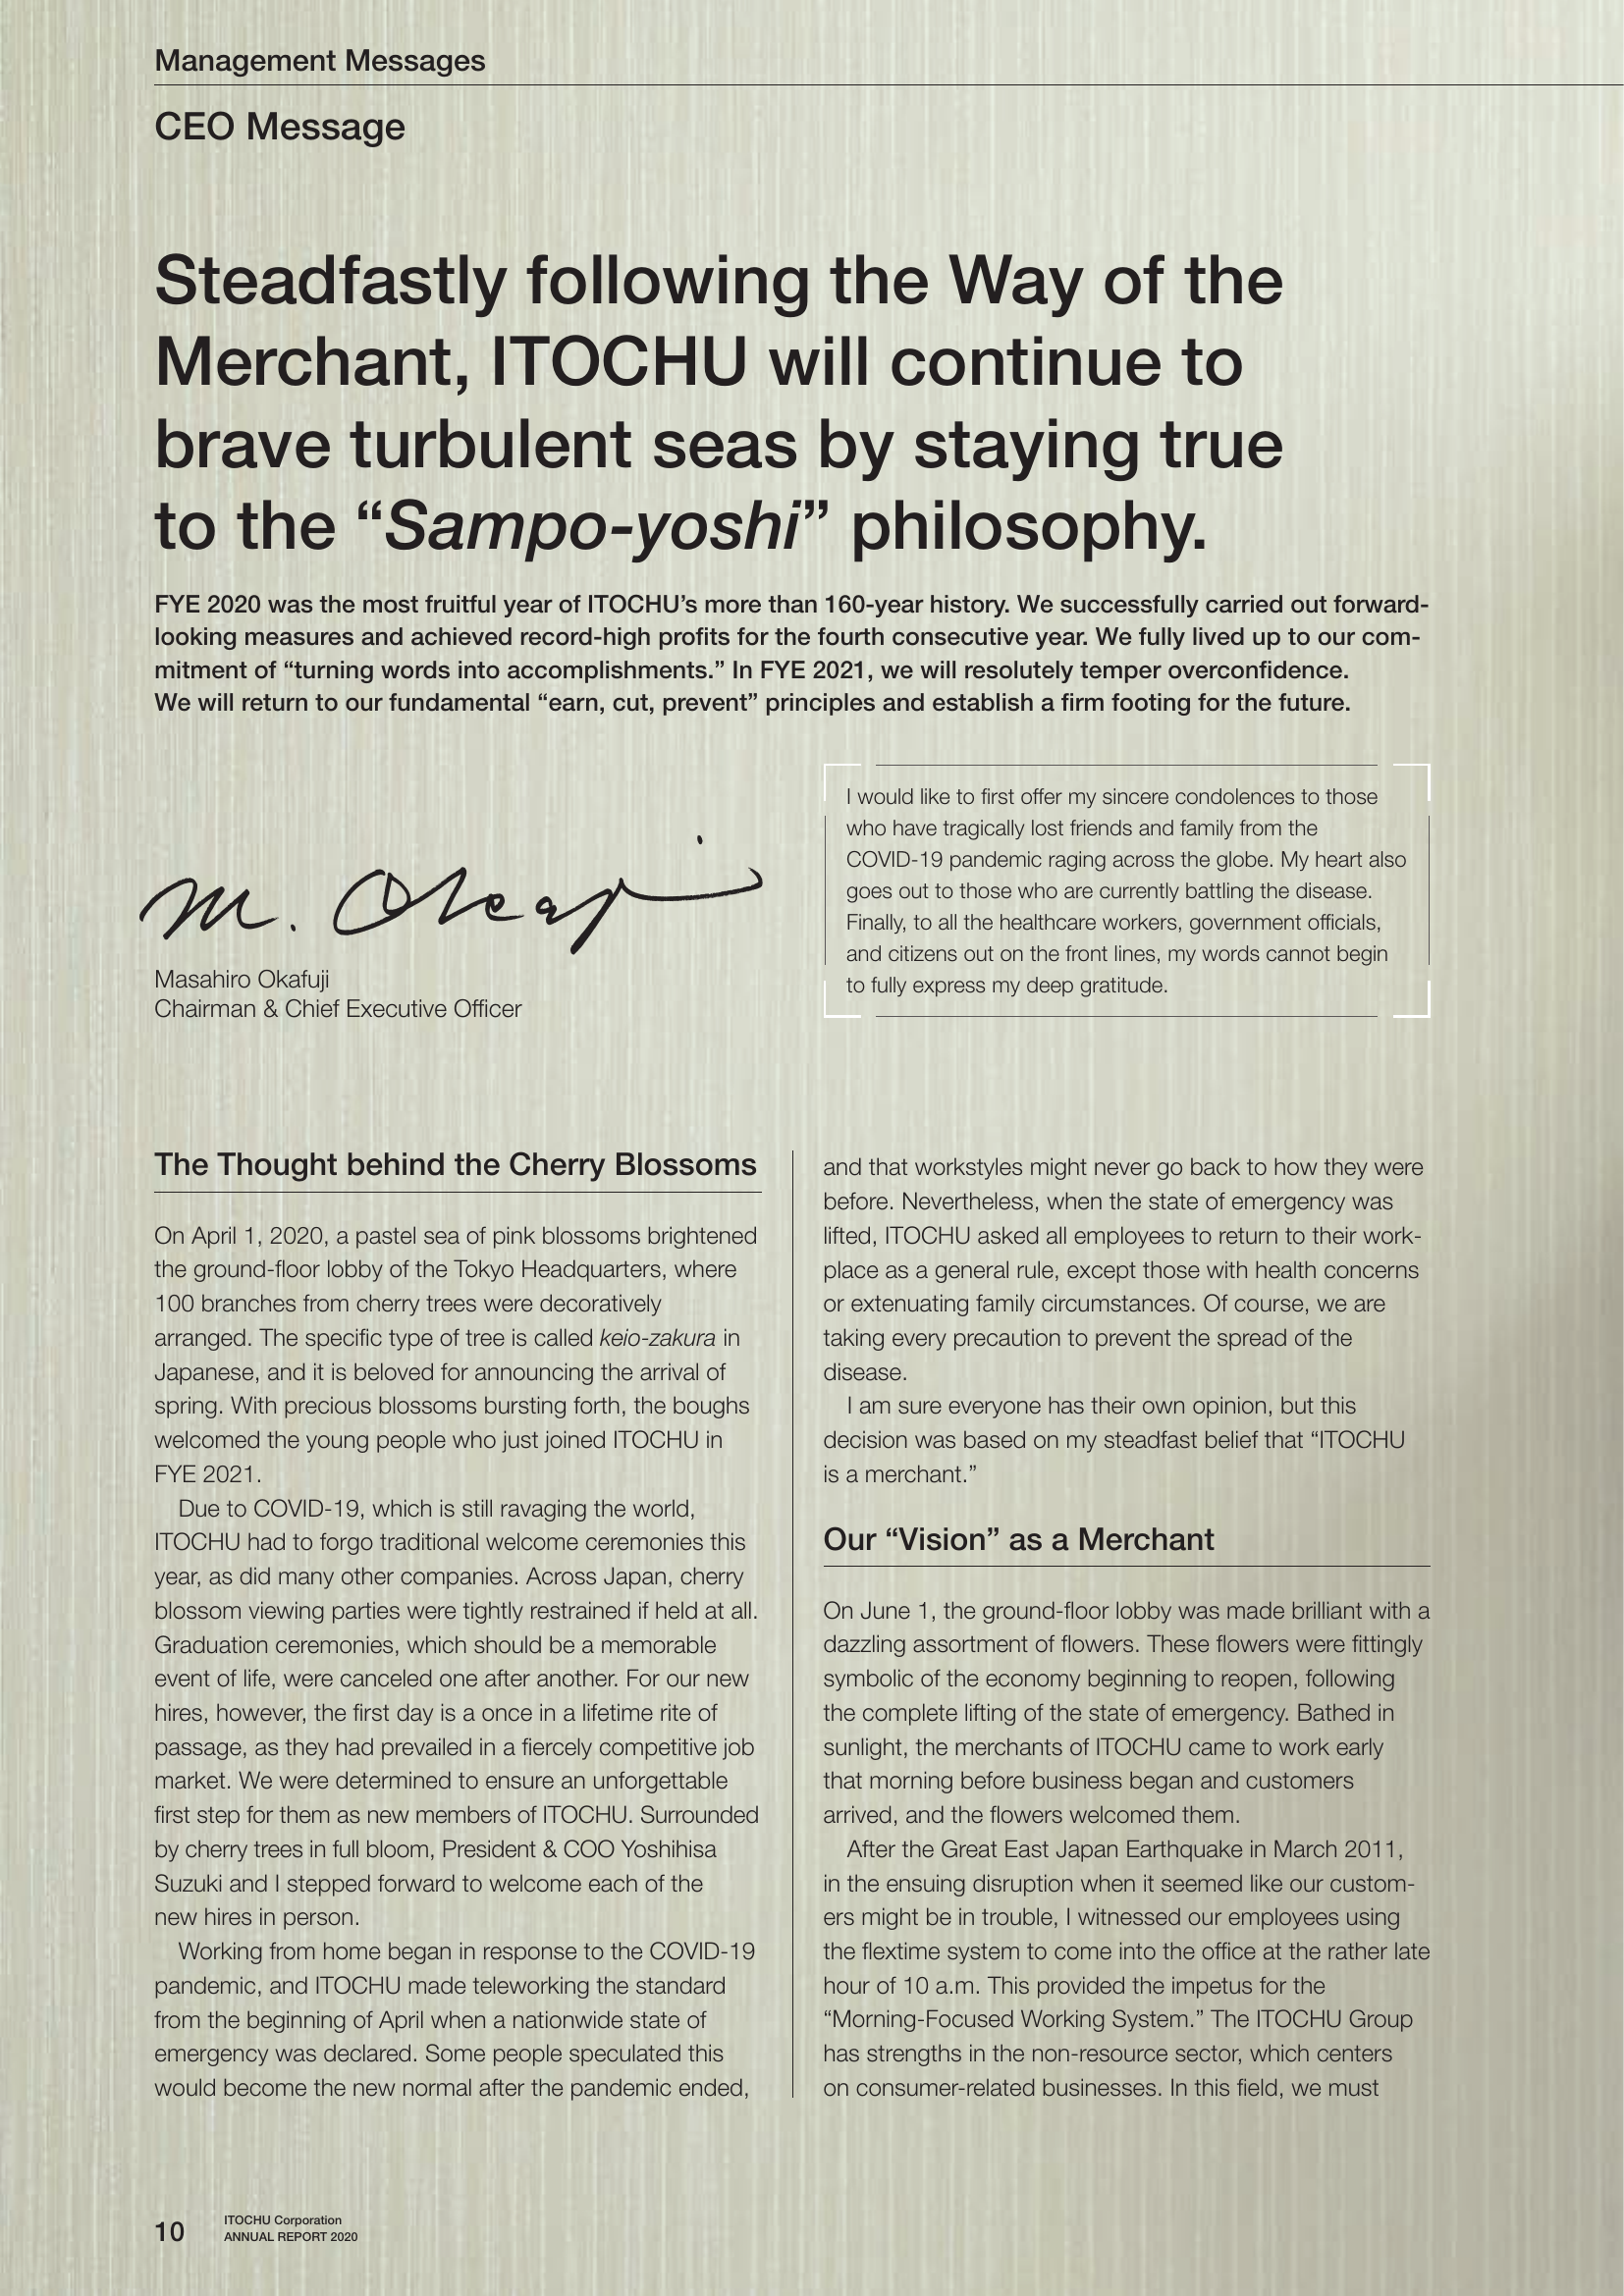 Management Messages
CEO Message
Steadfastly following the Way of the
Merchant, ITOCHU will continue to
brave turbulent seas by staying true
to the “Sampo-yoshi” philosophy.
FYE 2020 was the most fruitful year of ITOCHU’s more than 160-year history. We successfully carried out forward-
looking measures and achieved record-high profits for the fourth consecutive year. We fully lived up to our com-
mitment of “turning words into accomplishments.” In FYE 2021, we will resolutely temper overconfidence.
We will return to our fundamental “earn, cut, prevent” principles and establish a firm footing for the future.
M. Okafuji
Masahiro Okafuji
Chairman & Chief Executive Officer
I would like to first offer my sincere condolences to those
who have tragically lost friends and family from the
COVID-19 pandemic raging across the globe. My heart also
goes out to those who are currently battling the disease.
Finally, to all the healthcare workers, government officials,
and citizens out on the front lines, my words cannot begin
to fully express my deep gratitude.
The Thought behind the Cherry Blossoms
On April 1, 2020, a pastel sea of pink blossoms brightened
the ground-floor lobby of the Tokyo Headquarters, where
100 branches from cherry trees were decoratively
arranged. The specific type of tree is called keio-zakura in
Japanese, and it is beloved for announcing the arrival of
spring. With precious blossoms bursting forth, the boughs
welcomed the young people who just joined ITOCHU in
FYE 2021.
Due to COVID-19, which is still ravaging the world,
ITOCHU had to forgo traditional welcome ceremonies this
year, as did many other companies. Across Japan, cherry
blossom viewing parties were tightly restrained if held at all.
Graduation ceremonies, which should be a memorable
event of life, were canceled one after another. For our new
hires, however, the first day is a once in a lifetime rite of
passage, as they had prevailed in a fiercely competitive job
market. We were determined to ensure an unforgettable
first step for them as new members of ITOCHU. Surrounded
by cherry trees in full bloom, President & COO Yoshihisa
Suzuki and I stepped forward to welcome each of the
new hires in person.
Working from home began in response to the COVID-19
pandemic, and ITOCHU made teleworking the standard
from the beginning of April when a nationwide state of
emergency was declared. Some people speculated this
would become the new normal after the pandemic ended,
and that workstyles might never go back to how they were
before. Nevertheless, when the state of emergency was
lifted, ITOCHU asked all employees to return to their work-
place as a general rule, except those with health concerns
or extenuating family circumstances. Of course, we are
taking every precaution to prevent the spread of the
disease.
I am sure everyone has their own opinion, but this
decision was based on my steadfast belief that “ITOCHU
is a merchant.”
Our “Vision” as a Merchant
On June 1, the ground-floor lobby was made brilliant with a
dazzling assortment of flowers. These flowers were fittingly
symbolic of the economy beginning to reopen, following
the complete lifting of the state of emergency. Bathed in
sunlight, the merchants of ITOCHU came to work early
that morning before business began and customers
arrived, and the flowers welcomed them.
After the Great East Japan Earthquake in March 2011,
in the ensuing disruption when it seemed like our custom-
ers might be in trouble, I witnessed our employees using
the flextime system to come into the office at the rather late
hour of 10 a.m. This provided the impetus for the
“Morning-Focused Working System.” The ITOCHU Group
has strengths in the non-resource sector, which centers
on consumer-related businesses. In this field, we must
10
ITOCHU Corporation
ANNUAL REPORT 2020